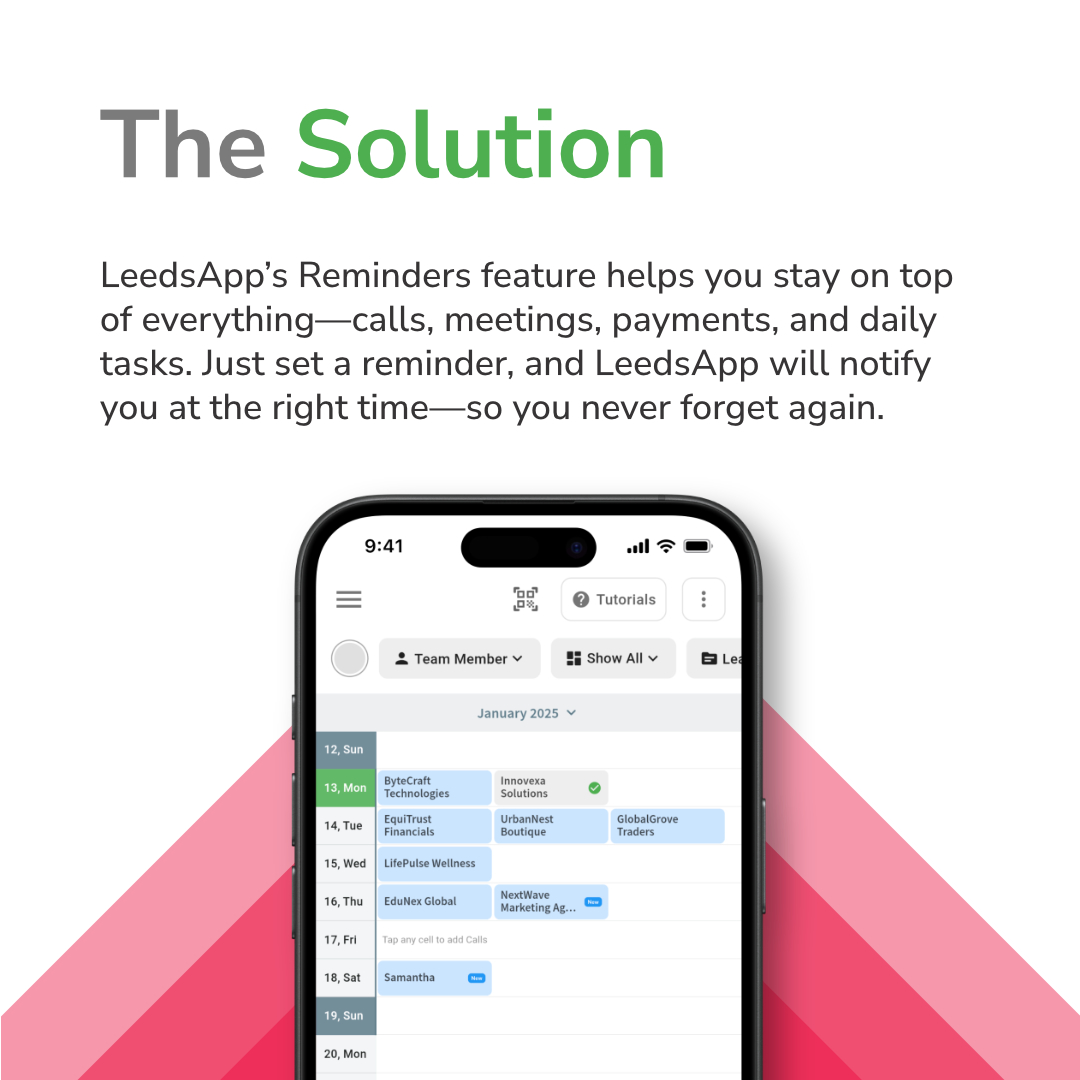 The Solution
LeedsApp’s Reminders feature helps you stay on top
of everything—calls, meetings, payments, and daily
tasks. Just set a reminder, and LeedsApp will notify
you at the right time—so you never forget again.
9:41
Tutorials
Team Member
Show All
Lea
January 2025
12, Sun
13, Mon
ByteCraft
Technologies
Innovexa
Solutions
14, Tue
EquiTrust
Financials
UrbanNest
Boutique
GlobalGrove
Traders
15, Wed
LifePulse Wellness
16, Thu
EduNex Global
NextWave
Marketing Ag...
New
17, Fri
Tap any cell to add Calls
18, Sat
Samantha
New
19, Sun
20, Mon